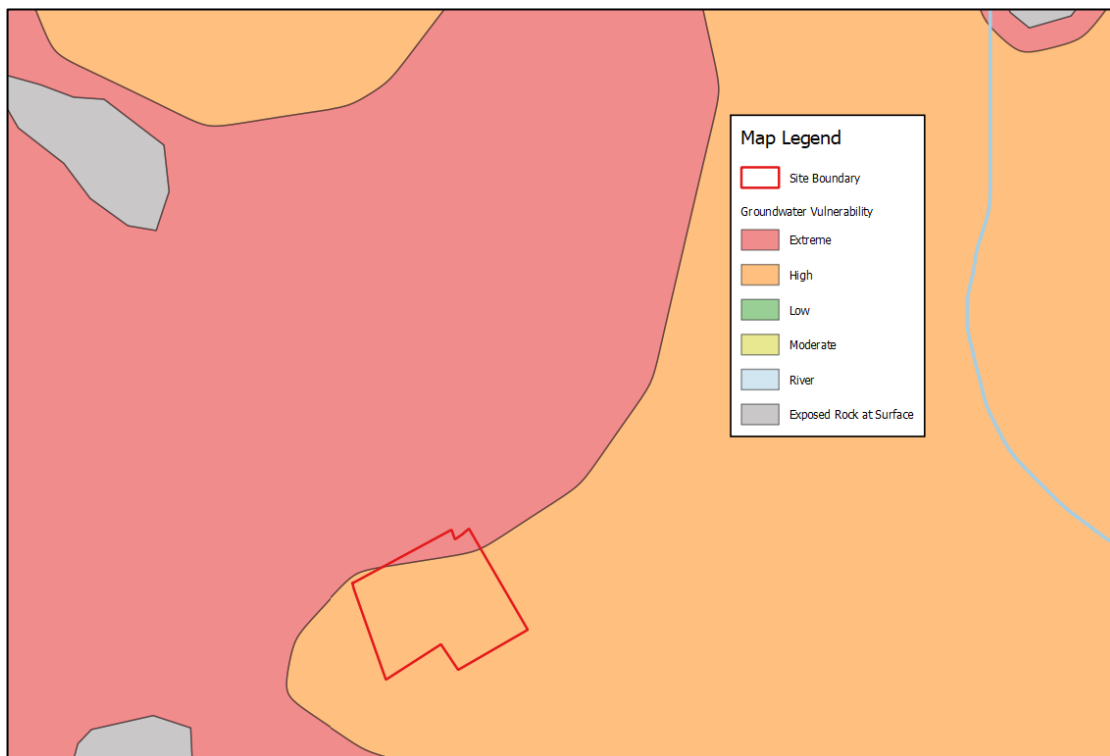 Map Legend
Site Boundary
Groundwater Vulnerability
Extreme
High
Low
Moderate
River
Exposed Rock at Surface